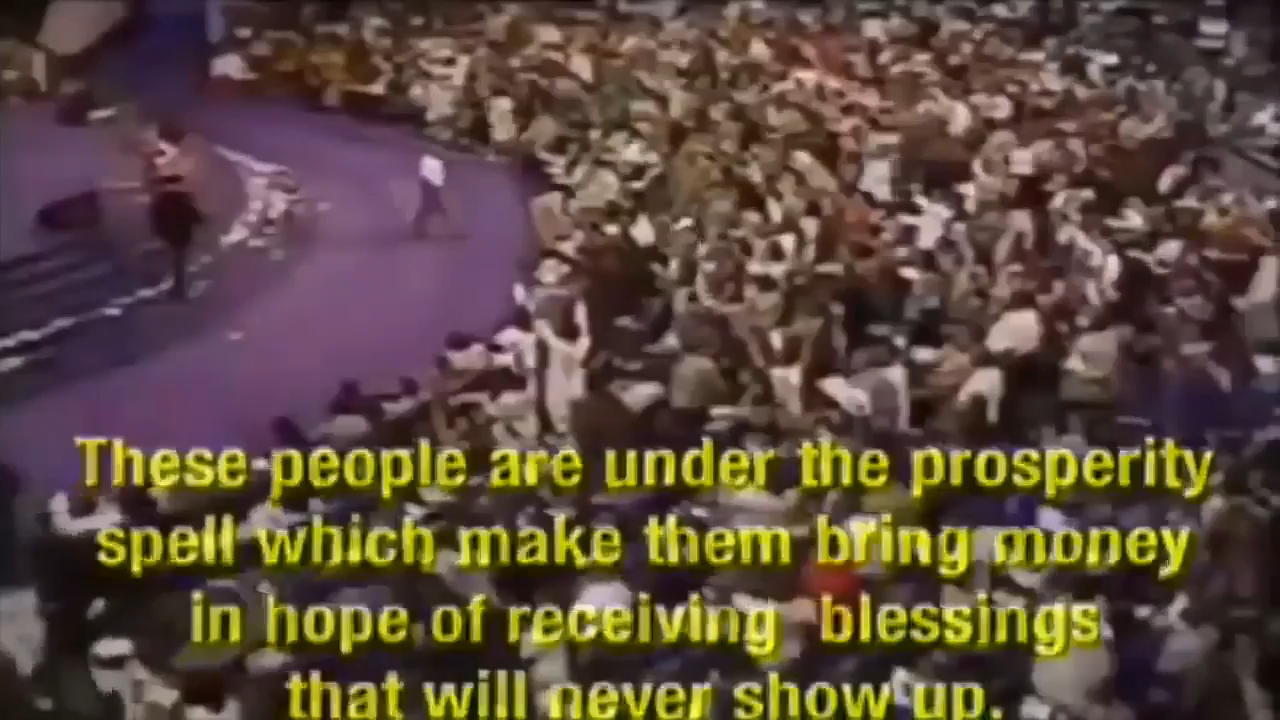 These people are under the prosperity
spell which make them bring money
in hope of receiving blessings
that will never show up.